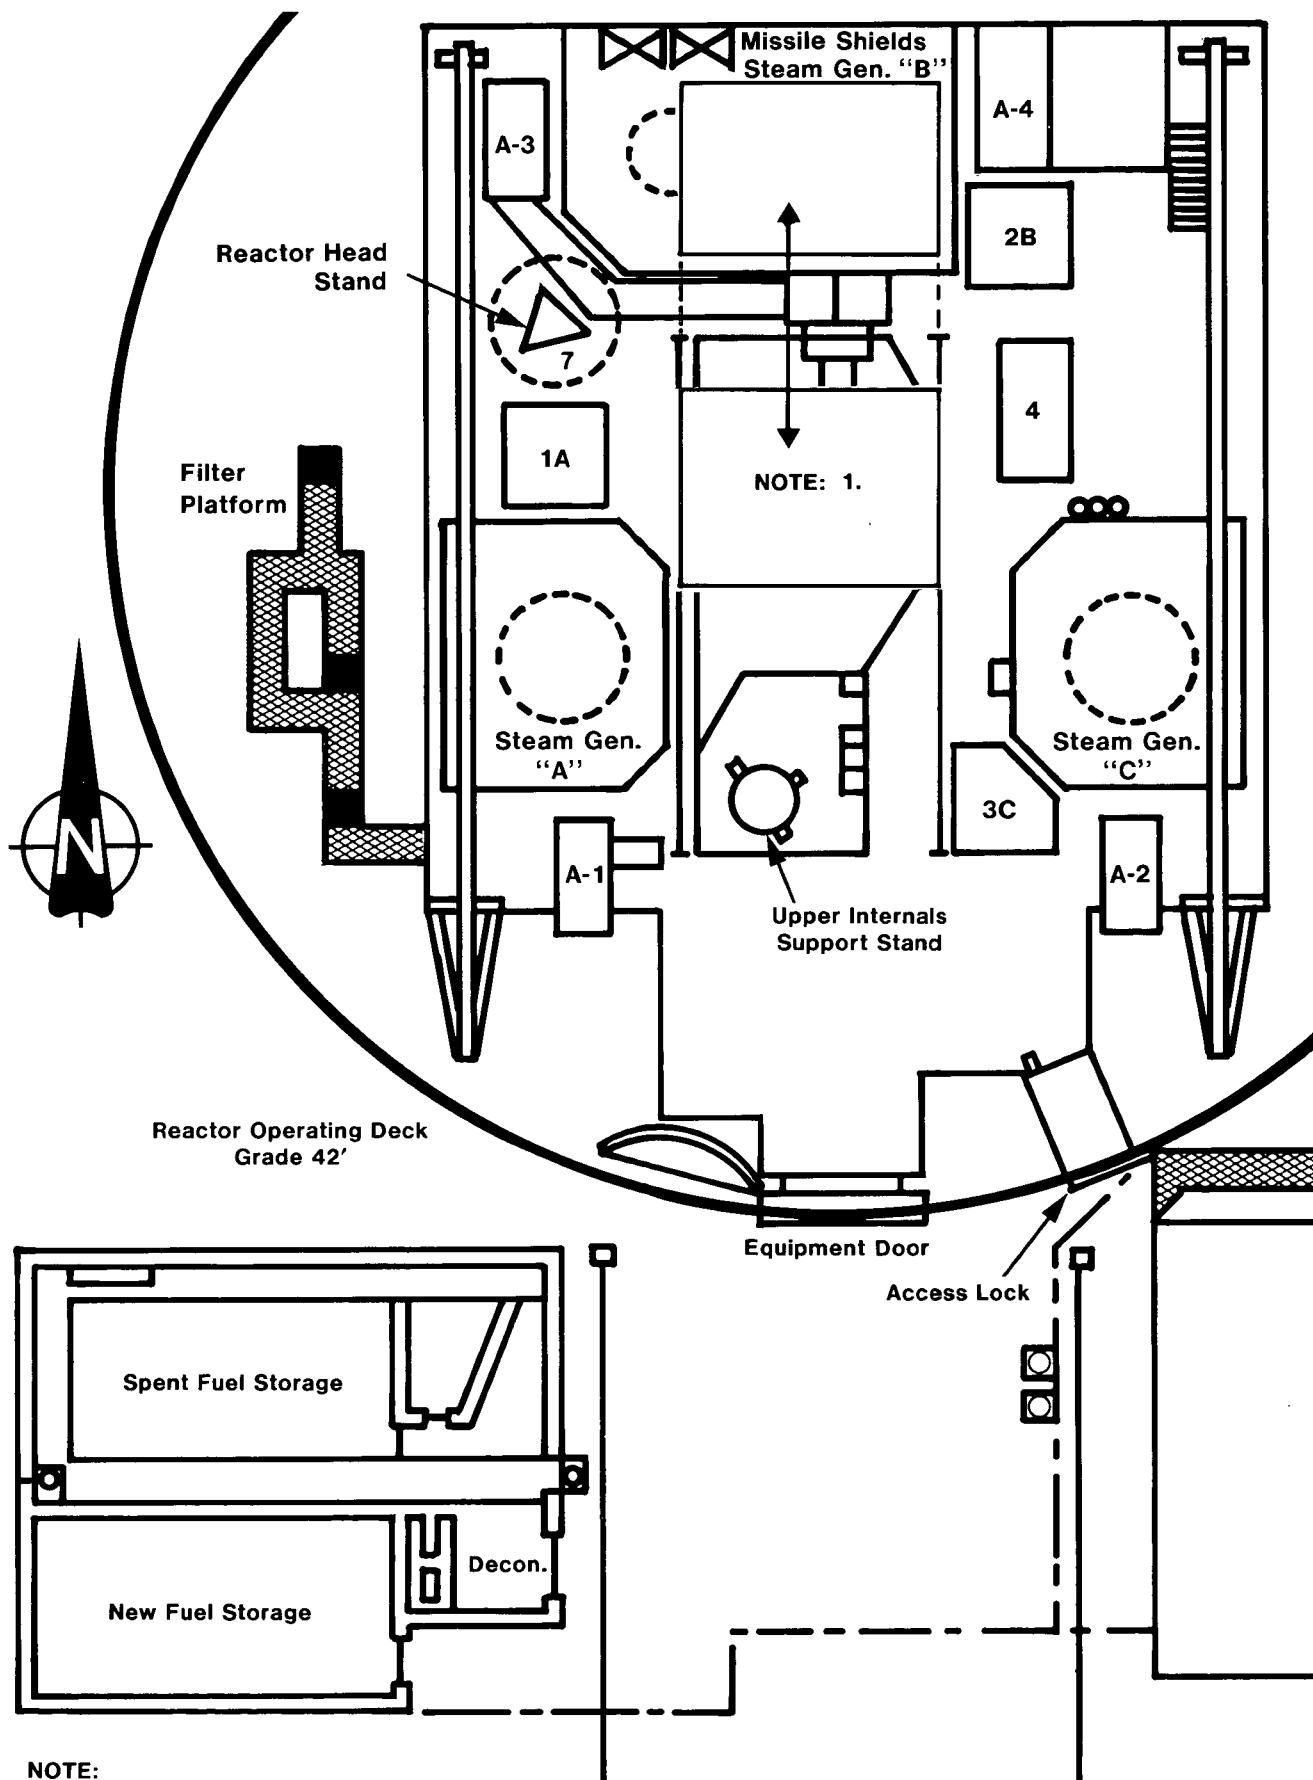 Missile Shields
Steam Gen. “B”
A-3
A-4
2B
Reactor Head
Stand
7
4
1A
NOTE: 1.
Filter
Platform
Steam Gen.
“A”
Steam Gen.
“C”
3C
N
A-1
A-2
Upper Internals
Support Stand
Reactor Operating Deck
Grade 42′
Equipment Door
Access Lock
Spent Fuel Storage
Decon.
New Fuel Storage
NOTE: